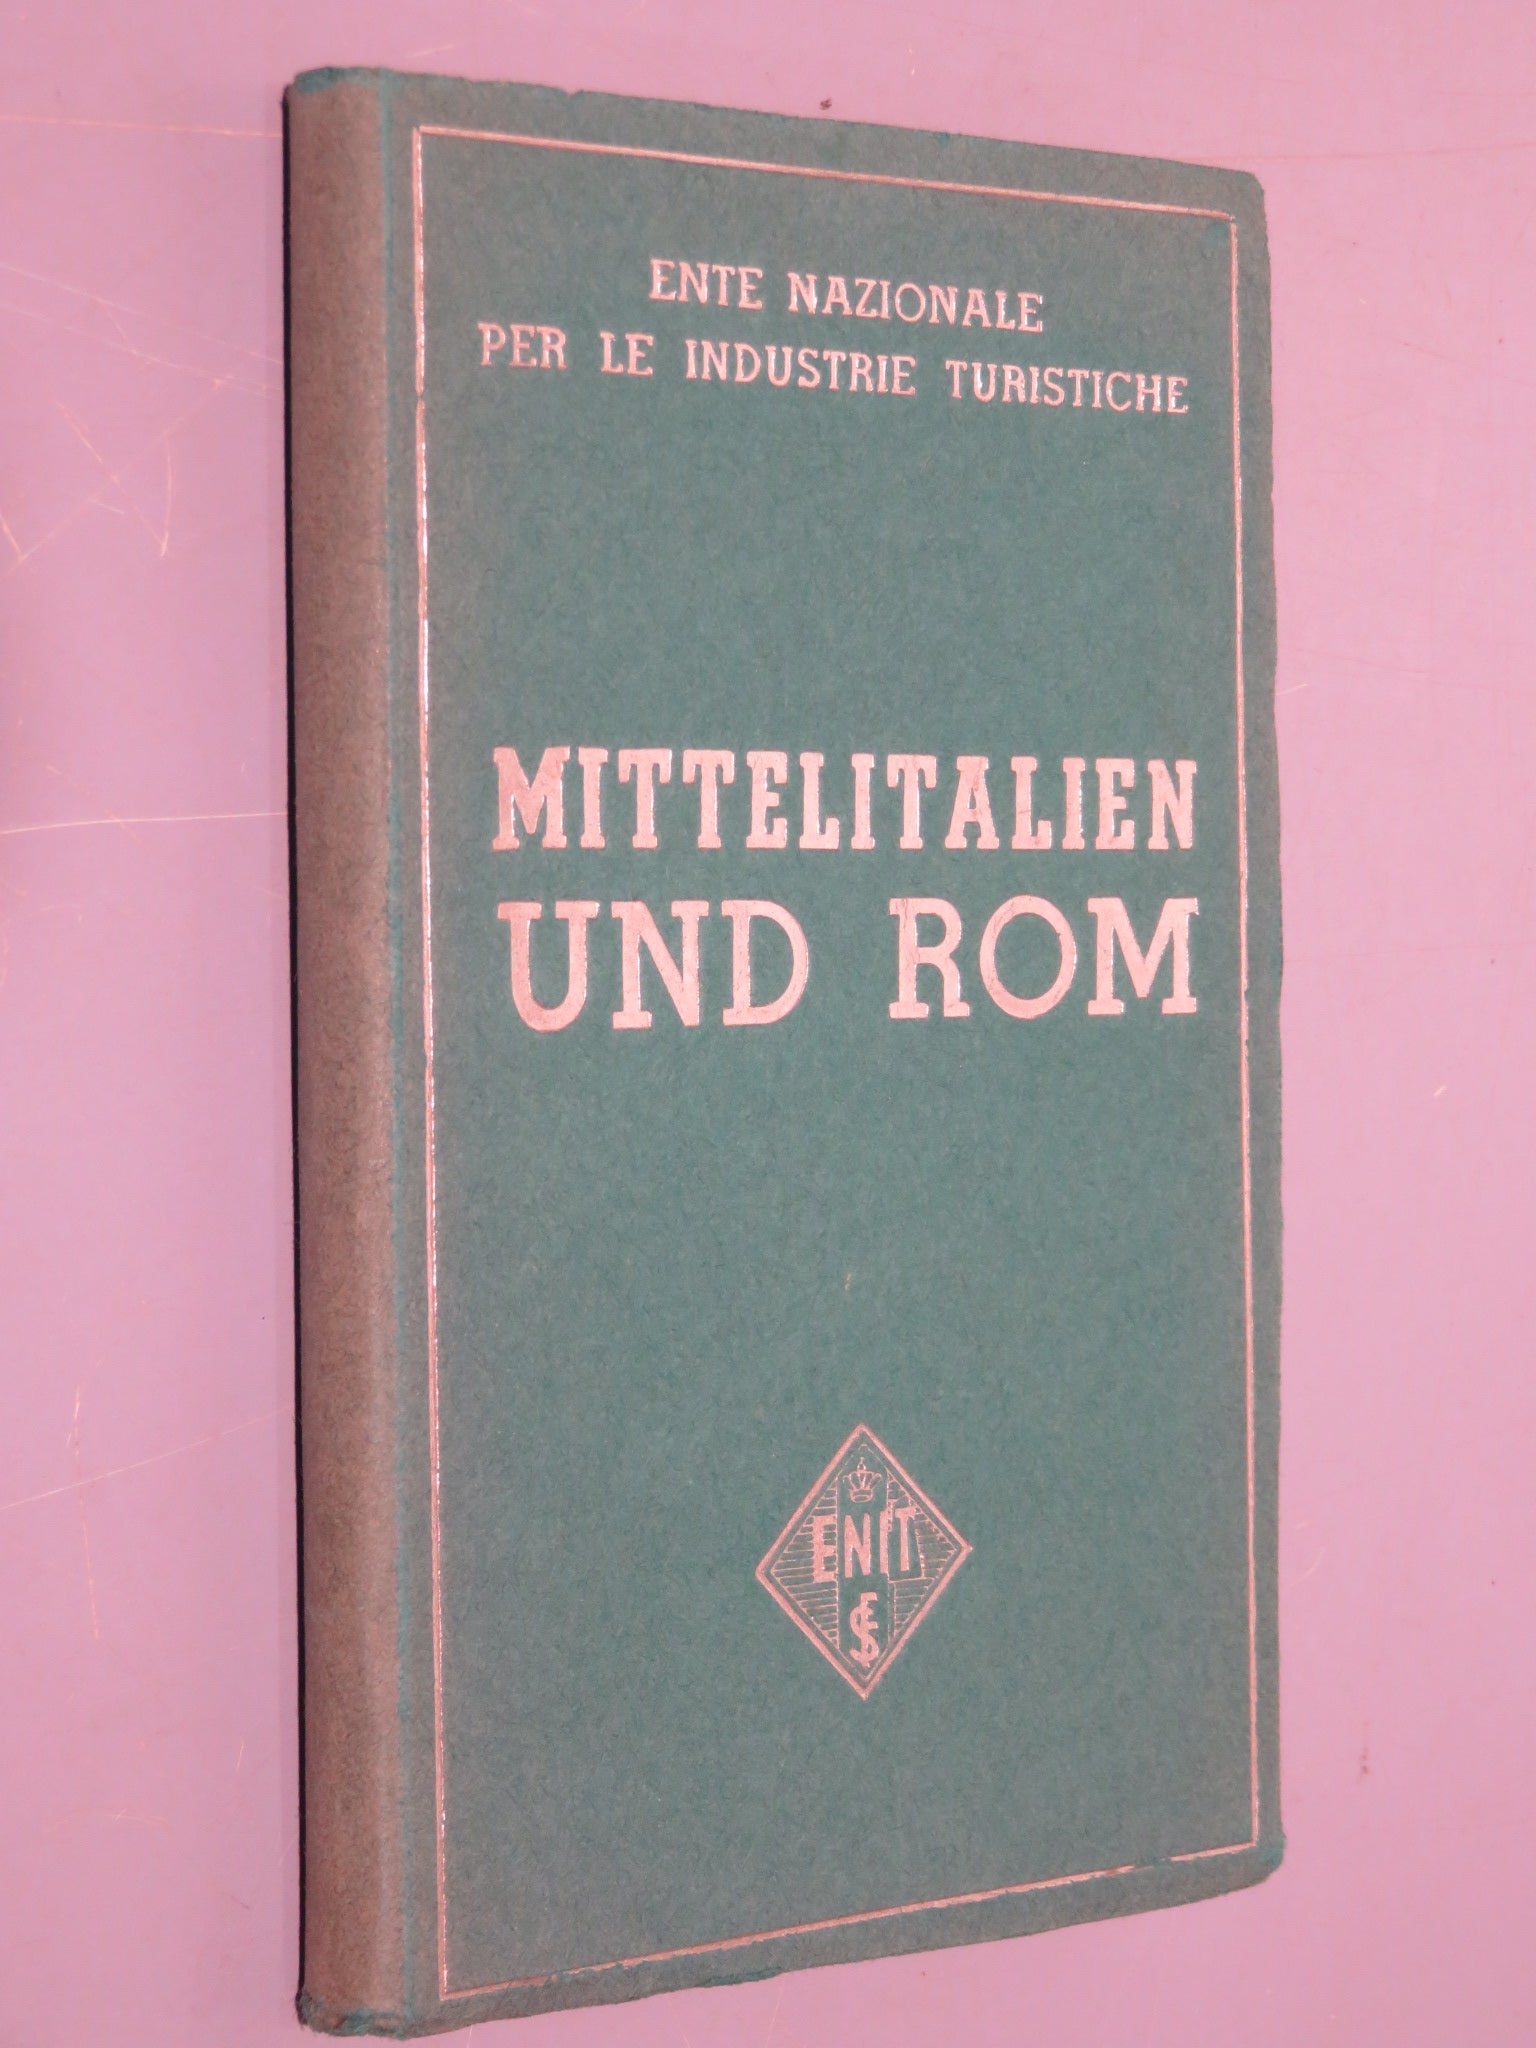 ENTE NAZIONALE
PER LE INDUSTRIE TURISTICHE
MITTELITALIEN
UND ROM
ENIT